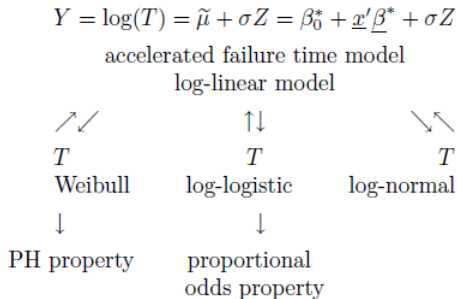 Y = log(T) = μ̃ + σZ = β₀* + x̲′β̲* + σZ
accelerated failure time model
log-linear model
↗↙ ↑↓ ↘↖
T T T
Weibull log-logistic log-normal
↓ ↓
PH property proportional
odds property